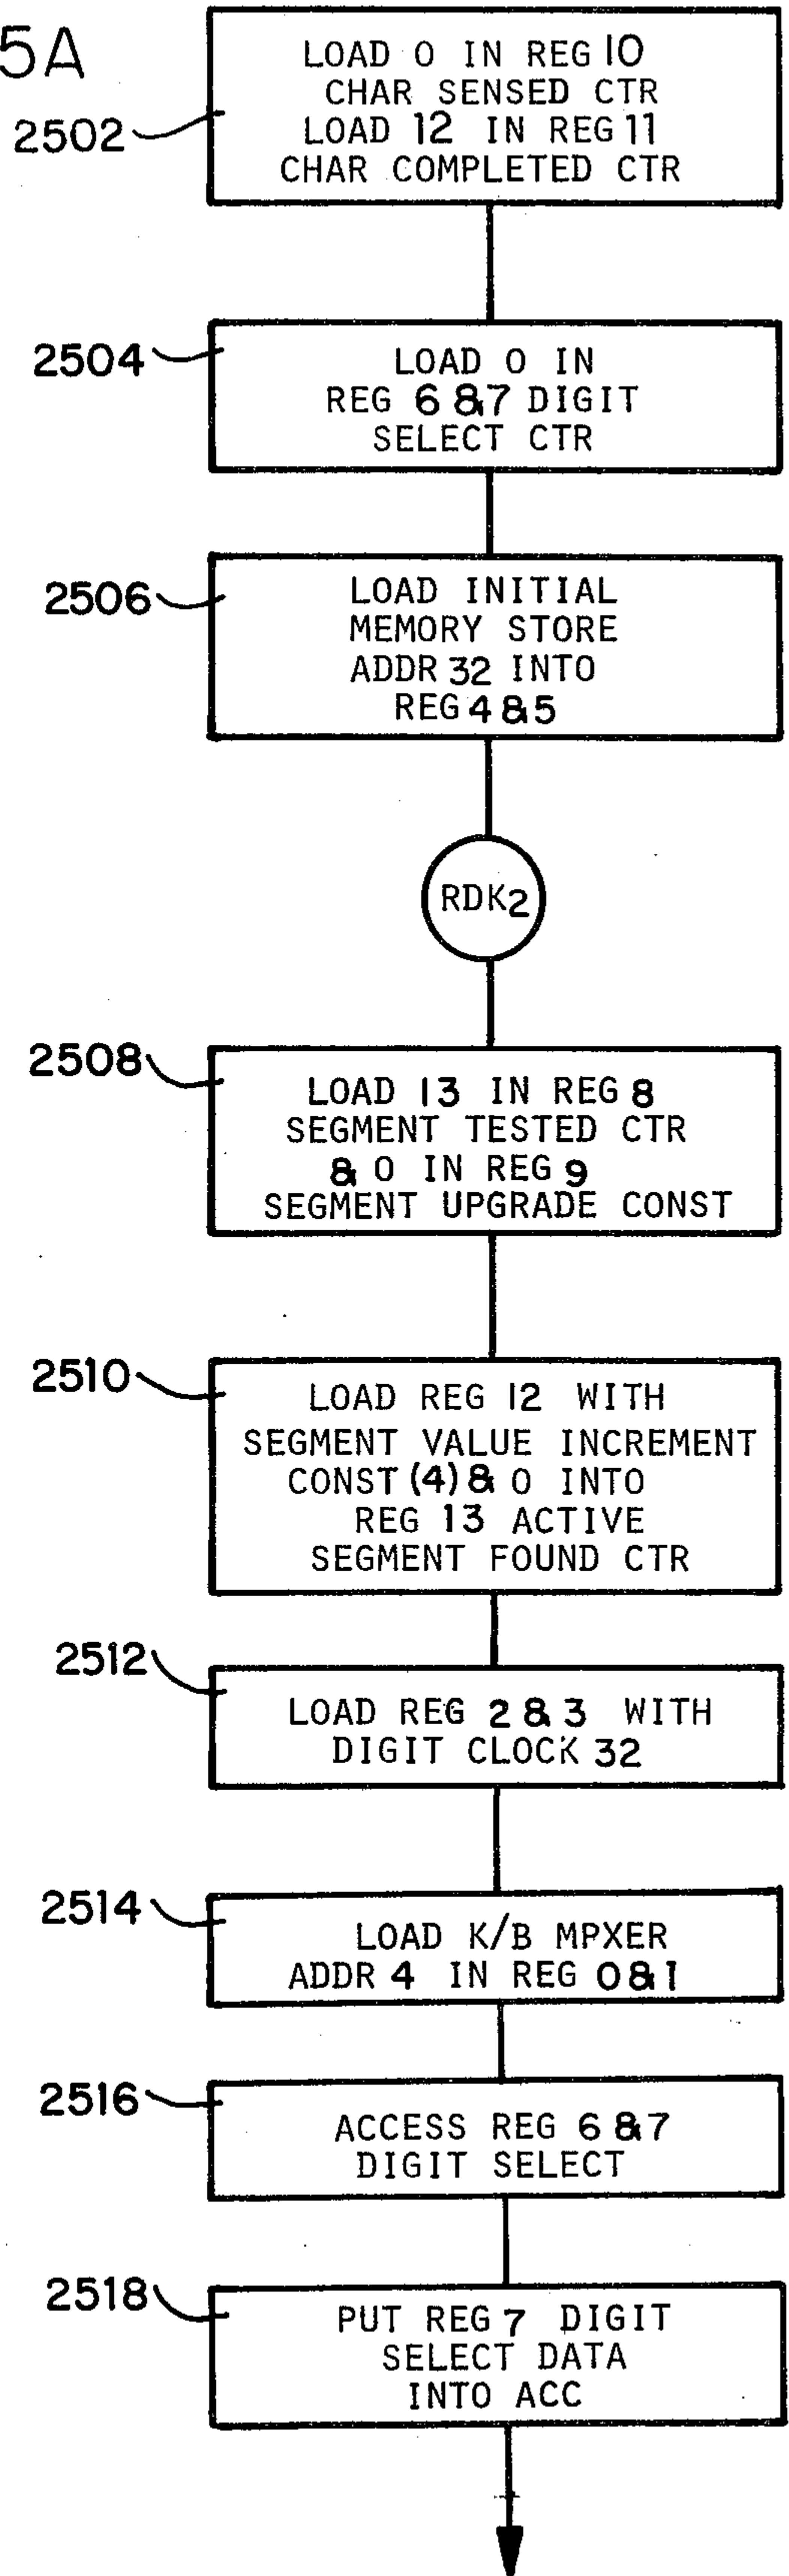 5A
2502
LOAD 0 IN REG 10
CHAR SENSED CTR
LOAD 12 IN REG 11
CHAR COMPLETED CTR
2504
LOAD 0 IN
REG 6 & 7 DIGIT
SELECT CTR
2506
LOAD INITIAL
MEMORY STORE
ADDR 32 INTO
REG 4 & 5
RDK2
2508
LOAD 13 IN REG 8
SEGMENT TESTED CTR
& 0 IN REG 9
SEGMENT UPGRADE CONST
2510
LOAD REG 12 WITH
SEGMENT VALUE INCREMENT
CONST (4) & 0 INTO
REG 13 ACTIVE
SEGMENT FOUND CTR
2512
LOAD REG 2 & 3 WITH
DIGIT CLOCK 32
2514
LOAD K/B MPXER
ADDR 4 IN REG 0 & 1
2516
ACCESS REG 6 & 7
DIGIT SELECT
2518
PUT REG 7 DIGIT
SELECT DATA
INTO ACC